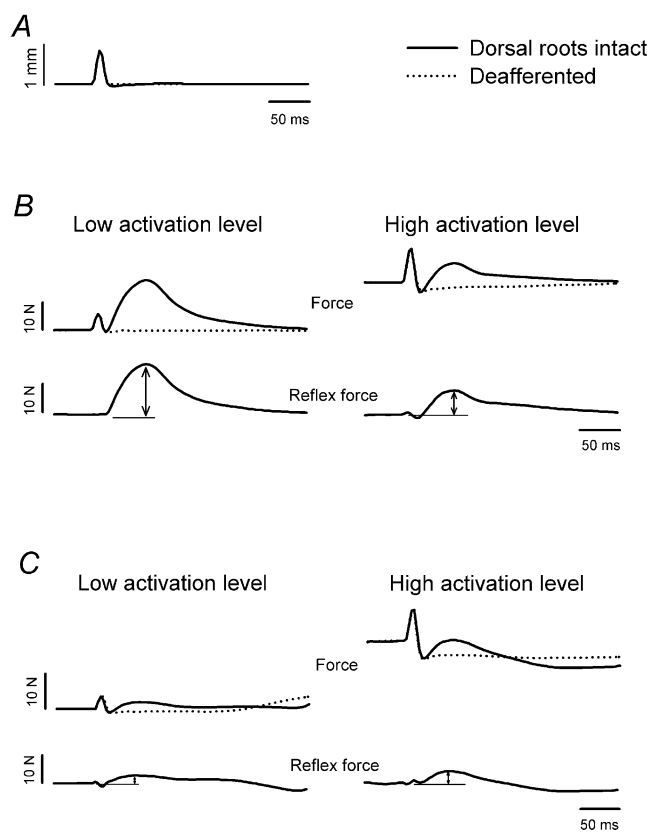 A
1 mm
Dorsal roots intact
Deafferented
50 ms
B
Low activation level
High activation level
10 N
Force
10 N
Reflex force
50 ms
C
Low activation level
High activation level
10 N
Force
10 N
Reflex force
50 ms